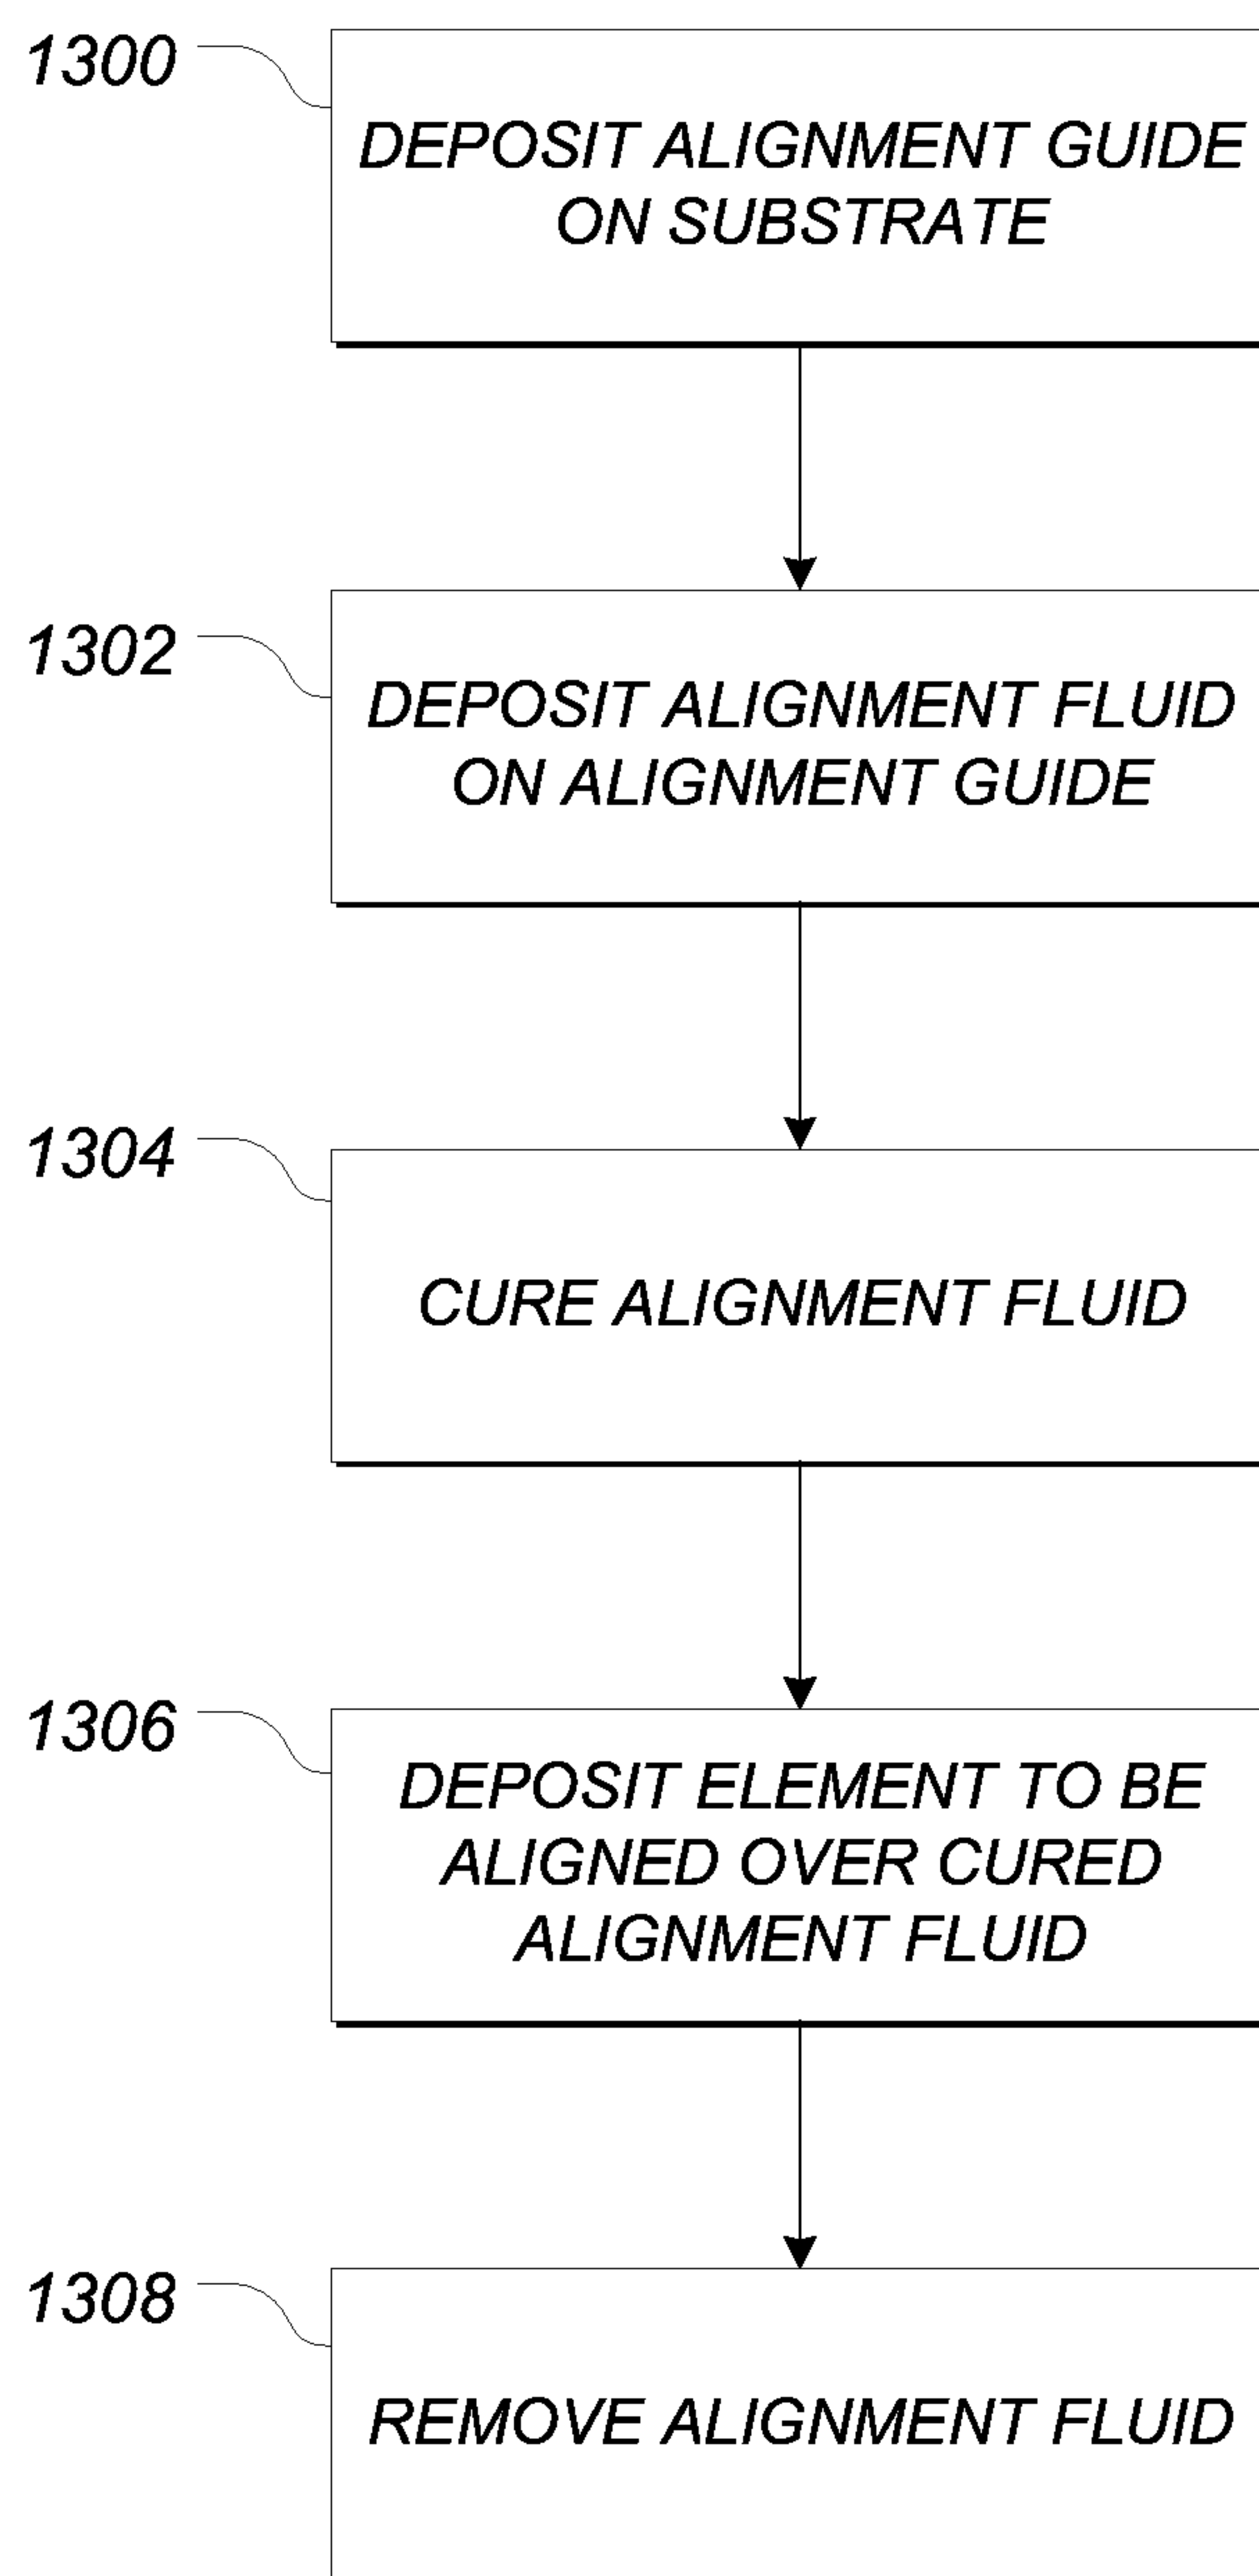 1300
DEPOSIT ALIGNMENT GUIDE
ON SUBSTRATE
1302
DEPOSIT ALIGNMENT FLUID
ON ALIGNMENT GUIDE
1304
CURE ALIGNMENT FLUID
1306
DEPOSIT ELEMENT TO BE
ALIGNED OVER CURED
ALIGNMENT FLUID
1308
REMOVE ALIGNMENT FLUID